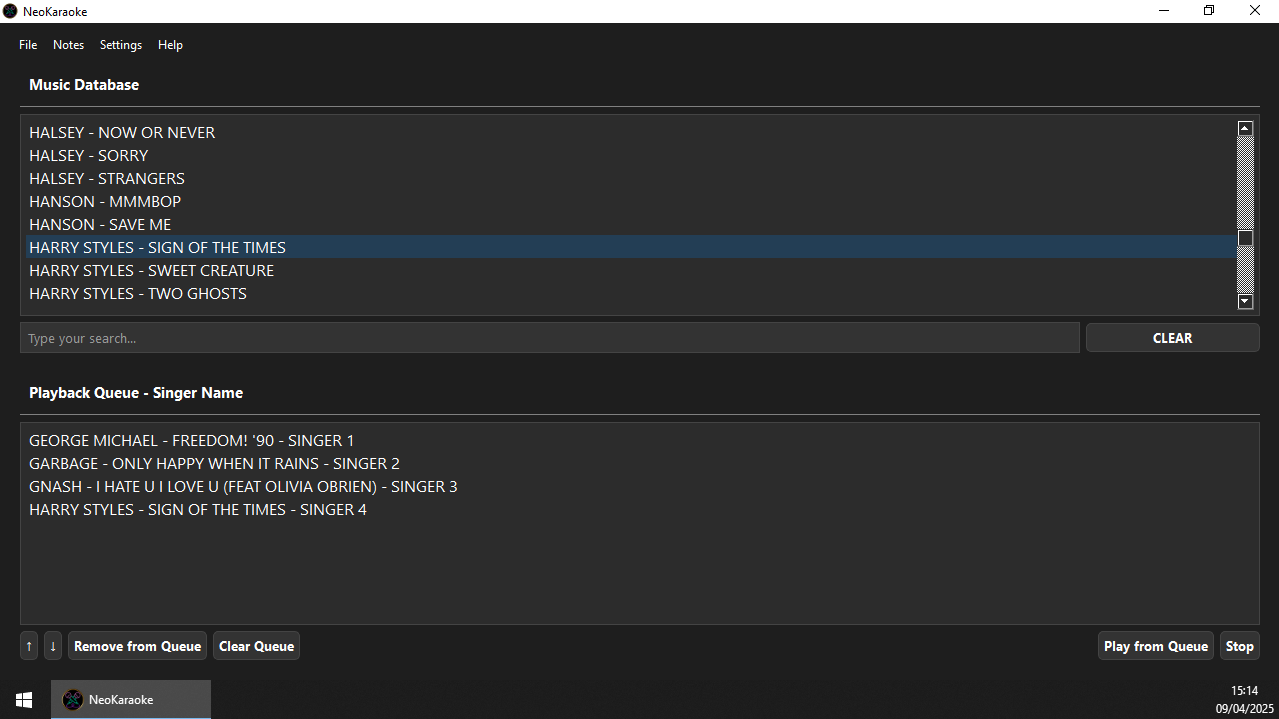 NeoKaraoke
File Notes Settings Help
Music Database
HALSEY - NOW OR NEVER
HALSEY - SORRY
HALSEY - STRANGERS
HANSON - MMMBOP
HANSON - SAVE ME
HARRY STYLES - SIGN OF THE TIMES
HARRY STYLES - SWEET CREATURE
HARRY STYLES - TWO GHOSTS
Type your search... CLEAR
Playback Queue - Singer Name
GEORGE MICHAEL - FREEDOM! '90 - SINGER 1
GARBAGE - ONLY HAPPY WHEN IT RAINS - SINGER 2
GNASH - I HATE U I LOVE U (FEAT OLIVIA OBRIEN) - SINGER 3
HARRY STYLES - SIGN OF THE TIMES - SINGER 4
↑ ↓ Remove from Queue Clear Queue Play from Queue Stop
NeoKaraoke 15:14
09/04/2025